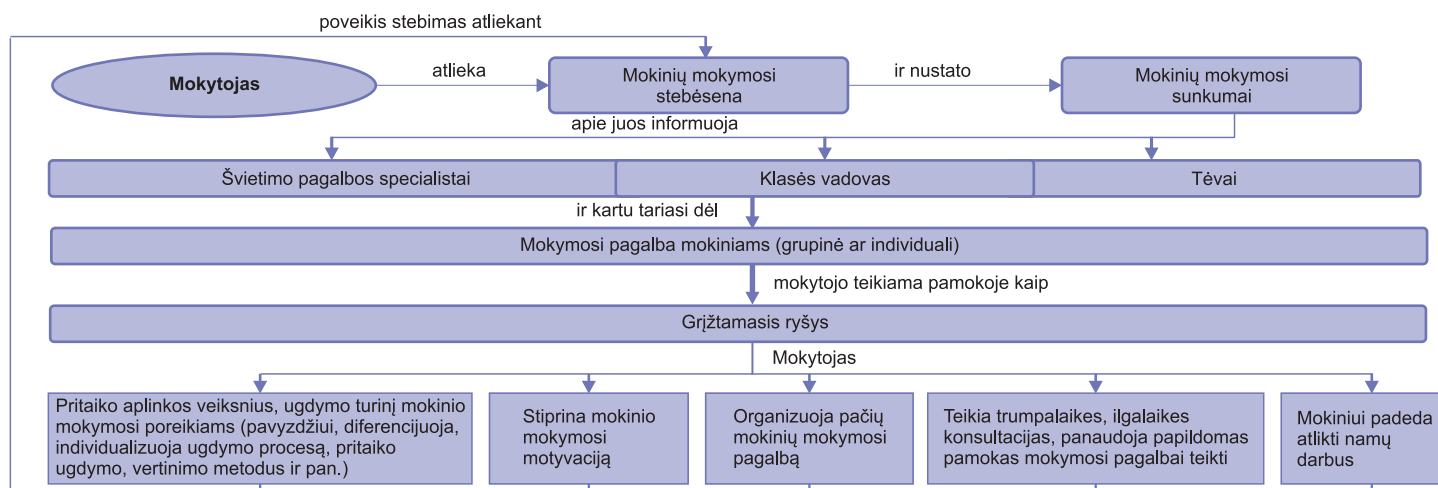 poveikis stebimas atliekant
Mokytojas
atlieka
Mokinių mokymosi
stebėsena
ir nustato
Mokinių mokymosi
sunkumai
apie juos informuoja
Švietimo pagalbos specialistai
Klasės vadovas
Tėvai
ir kartu tariasi dėl
Mokymosi pagalba mokiniams (grupinė ar individuali)
mokytojo teikiama pamokoje kaip
Grįžtamasis ryšys
Mokytojas
Pritaiko aplinkos veiksnius, ugdymo turinį mokinio
mokymosi poreikiams (pavyzdžiui, diferencijuoja,
individualizuoja ugdymo procesą, pritaiko
ugdymo, vertinimo metodus ir pan.)
Stiprina mokinio
mokymosi
motyvaciją
Organizuoja pačių
mokinių mokymosi
pagalbą
Teikia trumpalaikes, ilgalaikes
konsultacijas, panaudoja papildomas
pamokas mokymosi pagalbai teikti
Mokiniui padeda
atlikti namų
darbus